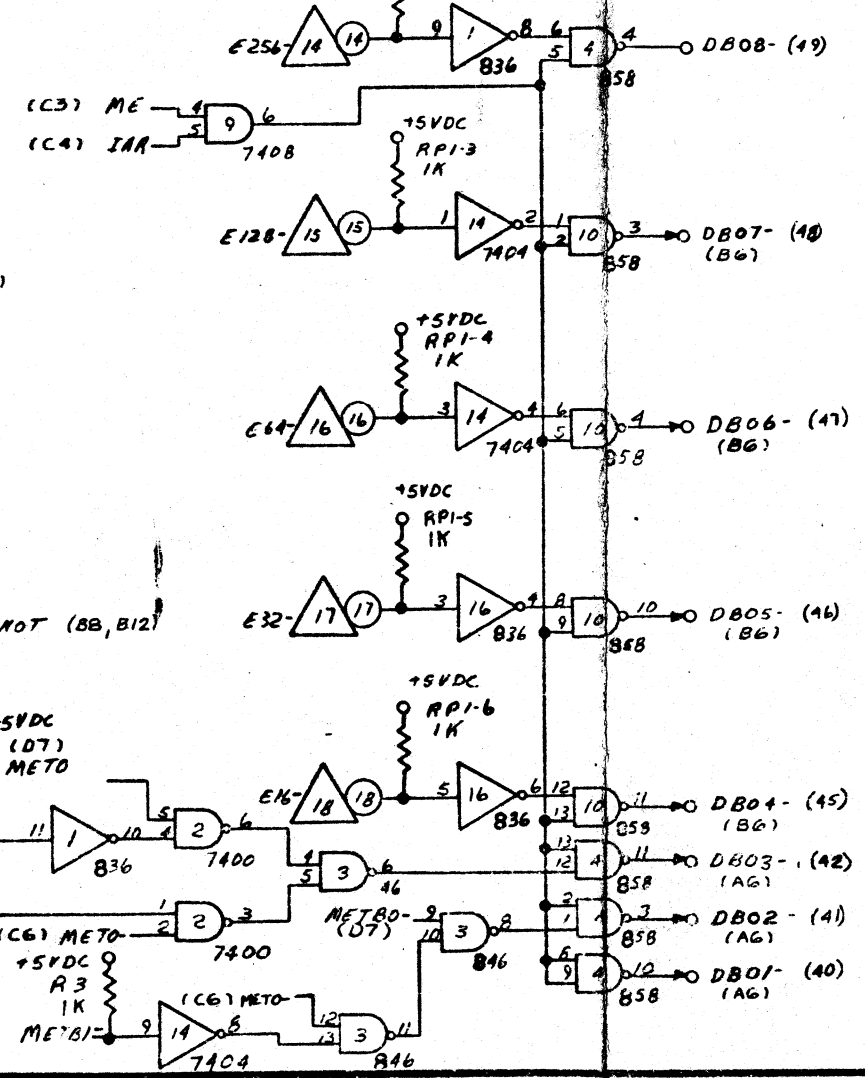 E256- 14 14 9 1 8 836 6 5 4 4 858 DB08- (49)
(C3) ME 4
(C4) IAR 5 9 6 7408
+5VDC
RP1-3
1K
E128- 15 15 1 14 2 7404 1 2 10 3 858 DB07- (48)
(B6)
+5VDC
RP1-4
1K
E64- 16 16 3 14 4 7404 6 5 10 4 858 DB06- (47)
(B6)
+5VDC
RP1-5
1K
E32- 17 17 3 16 4 836 8 9 10 10 858 DB05- (46)
(B6)
NOT (B8, B12)
+5VDC
RP1-6
1K
E16- 18 18 5 16 6 836 12 13 10 11 858 DB04- (45)
(B6)
5VDC
(D7)
METO
11 1 10 836 5 4 2 6 7400
4 5 3 6 46 13 12 4 11 858 DB03- (42)
(A6)
1 2 2 3 7400
(C6) METO-
METB0- 9
(D7) 10 3 8 846 2 1 4 3 858 DB02- (41)
(A6)
8 9 4 10 858 DB01- (40)
(A6)
+5VDC
R3
1K
METB1- 9 14 8 7404
(C6) METO- 12 13 3 11 846